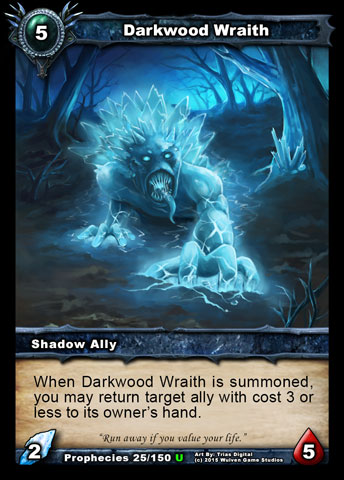 5
Darkwood Wraith
Shadow Ally
When Darkwood Wraith is summoned,
you may return target ally with cost 3 or
less to its owner's hand.
"Run away if you value your life."
2
Prophecies 25/150 U
Art By: Trias Digital
(c) 2015 Wulven Game Studios
5